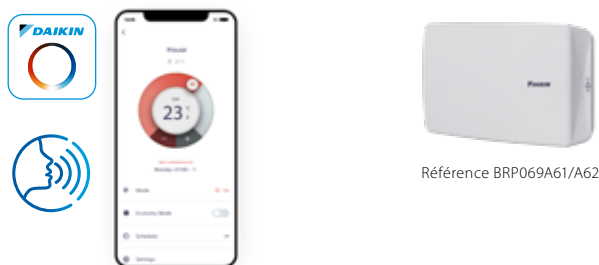 DAIKIN
House
23
Mode
Economy Mode
Schedule
Settings
DAIKIN
Référence BRP069A61/A62